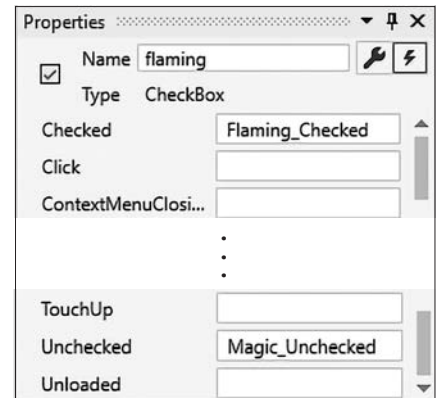 Properties
Name flaming
Type CheckBox
Checked Flaming_Checked
Click
ContextMenuClosi...
TouchUp
Unchecked Magic_Unchecked
Unloaded